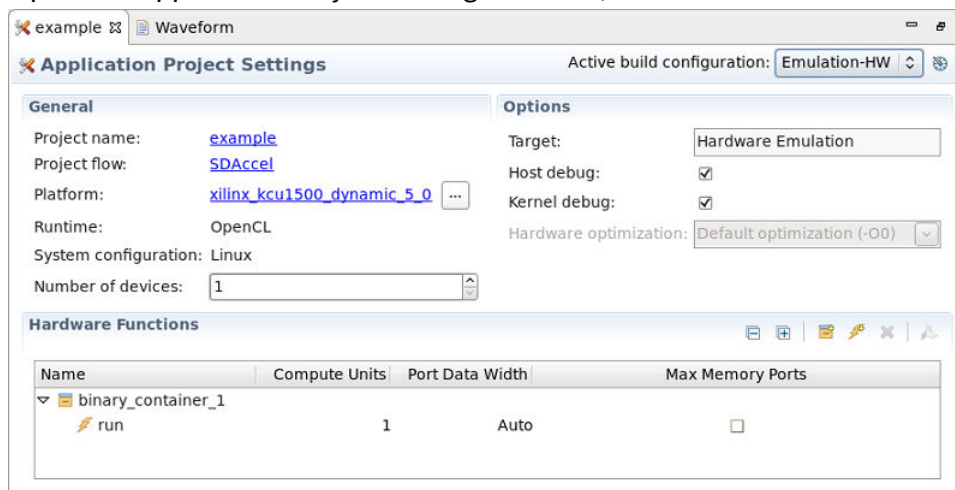 example
Waveform
Application Project Settings
Active build configuration: Emulation-HW
General
Project name: example
Project flow: SDAccel
Platform: xilinx_kcu1500_dynamic_5_0 ...
Runtime: OpenCL
System configuration: Linux
Number of devices: 1
Options
Target: Hardware Emulation
Host debug:
Kernel debug:
Hardware optimization: Default optimization (-O0)
Hardware Functions
Name Compute Units Port Data Width Max Memory Ports
binary_container_1
run 1 Auto